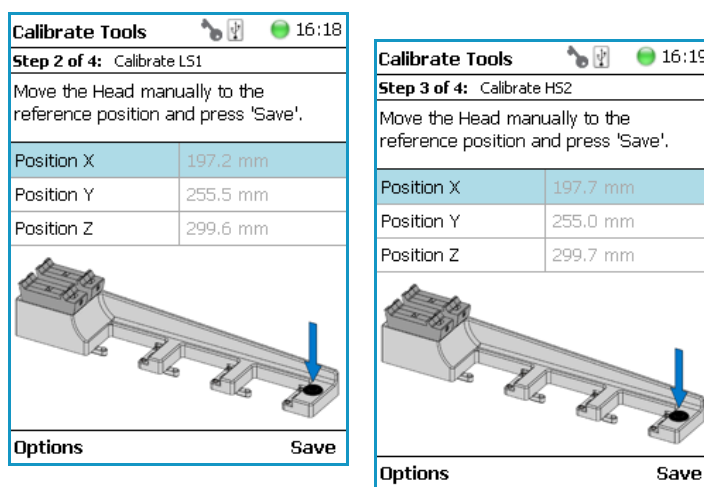 Calibrate Tools 16:18
Step 2 of 4: Calibrate LS1
Move the Head manually to the
reference position and press 'Save'.
Position X 197.2 mm
Position Y 255.5 mm
Position Z 299.6 mm
Options Save
Calibrate Tools 16:19
Step 3 of 4: Calibrate HS2
Move the Head manually to the
reference position and press 'Save'.
Position X 197.7 mm
Position Y 255.0 mm
Position Z 299.7 mm
Options Save